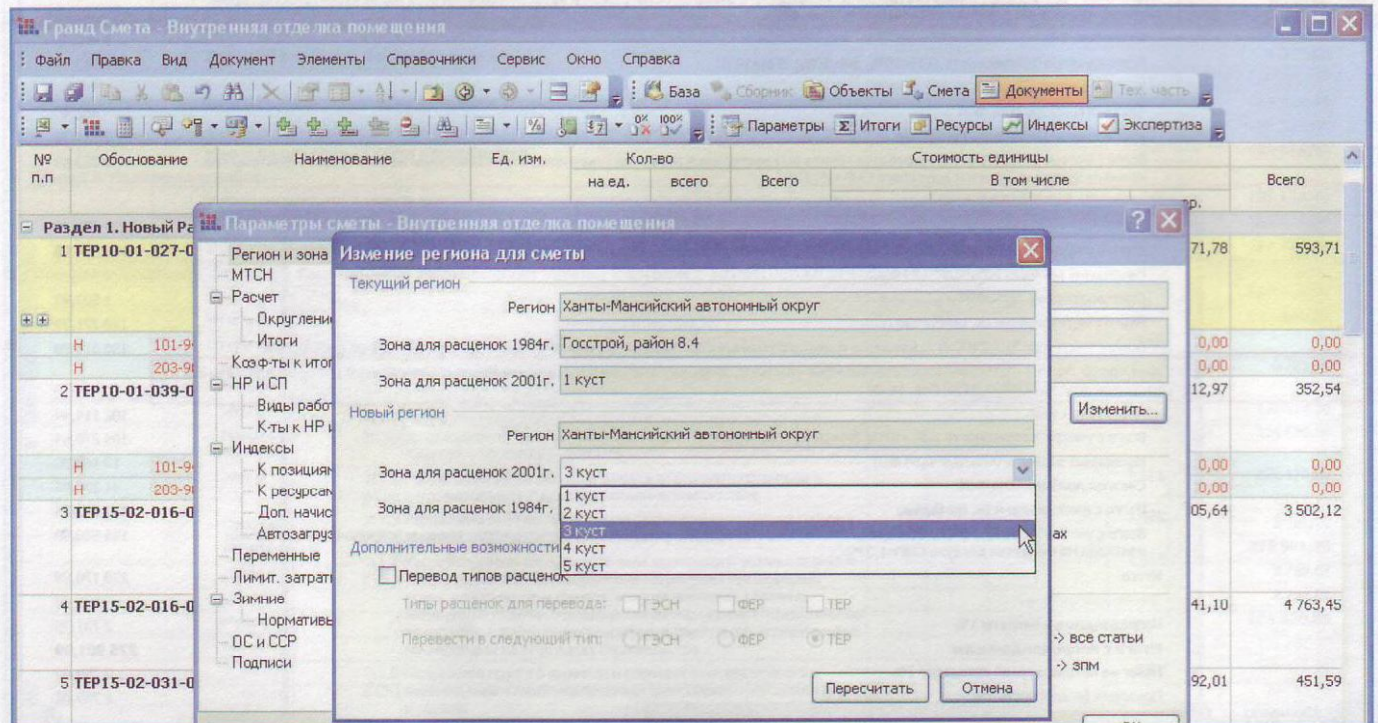 Гранд Смета - Внутренняя отделка помещения
Файл Правка Вид Документ Элементы Справочники Сервис Окно Справка
База Сборник Объекты Смета Документы Тех. часть
0% 100% Параметры Итоги Ресурсы Индексы Экспертиза
№ п.п Обоснование Наименование Ед. изм. Кол-во Стоимость единицы Всего
на ед. всего Всего В том числе
Раздел 1. Новый Ра
Параметры сметы - Внутренняя отделка помещения
1 ТЕР10-01-027-0 71,78 593,71
Н 101-9 0,00 0,00
Н 203-9 0,00 0,00
2 ТЕР10-01-039-0 12,97 352,54
Н 101-9 0,00 0,00
Н 203-9 0,00 0,00
3 ТЕР15-02-016-0 05,64 3 502,12
4 ТЕР15-02-016-0 41,10 4 763,45
5 ТЕР15-02-031-0 92,01 451,59
Регион и зона
МТСН
Расчет
Округлени
Итоги
Коэф-ты к итог
НР и СП
Виды работ
К-ты к НР и
Индексы
К позициям
К ресурсам
Доп. начис
Автозагруз
Переменные
Лимит. затрат
Зимние
Нормативы
ОС и ССР
Подписи
Измение региона для сметы
Текущий регион
Регион Ханты-Мансийский автономный округ
Зона для расценок 1984г. Госстрой, район 8.4
Зона для расценок 2001г. 1 куст
Новый регион
Регион Ханты-Мансийский автономный округ
Зона для расценок 2001г. 3 куст
Зона для расценок 1984г.
1 куст
2 куст
3 куст
4 куст
5 куст
Дополнительные возможности
Перевод типов расценок
Типы расценок для перевода: ГЭСН ФЕР ТЕР
Перевести в следующий тип: ГЭСН ФЕР ТЕР
Пересчитать Отмена
Изменить...
ах
-> все статьи
-> зпм